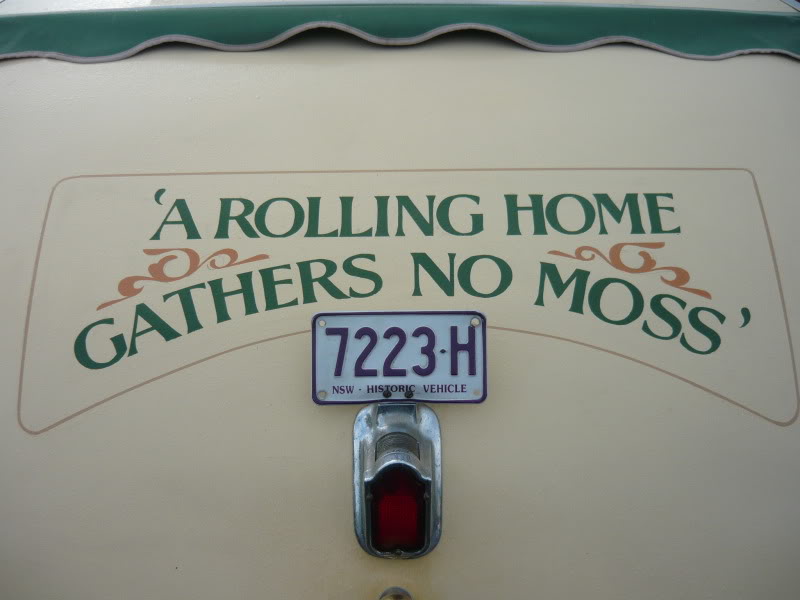 'A ROLLING HOME
GATHERS NO MOSS'
7223·H
NSW · HISTORIC VEHICLE